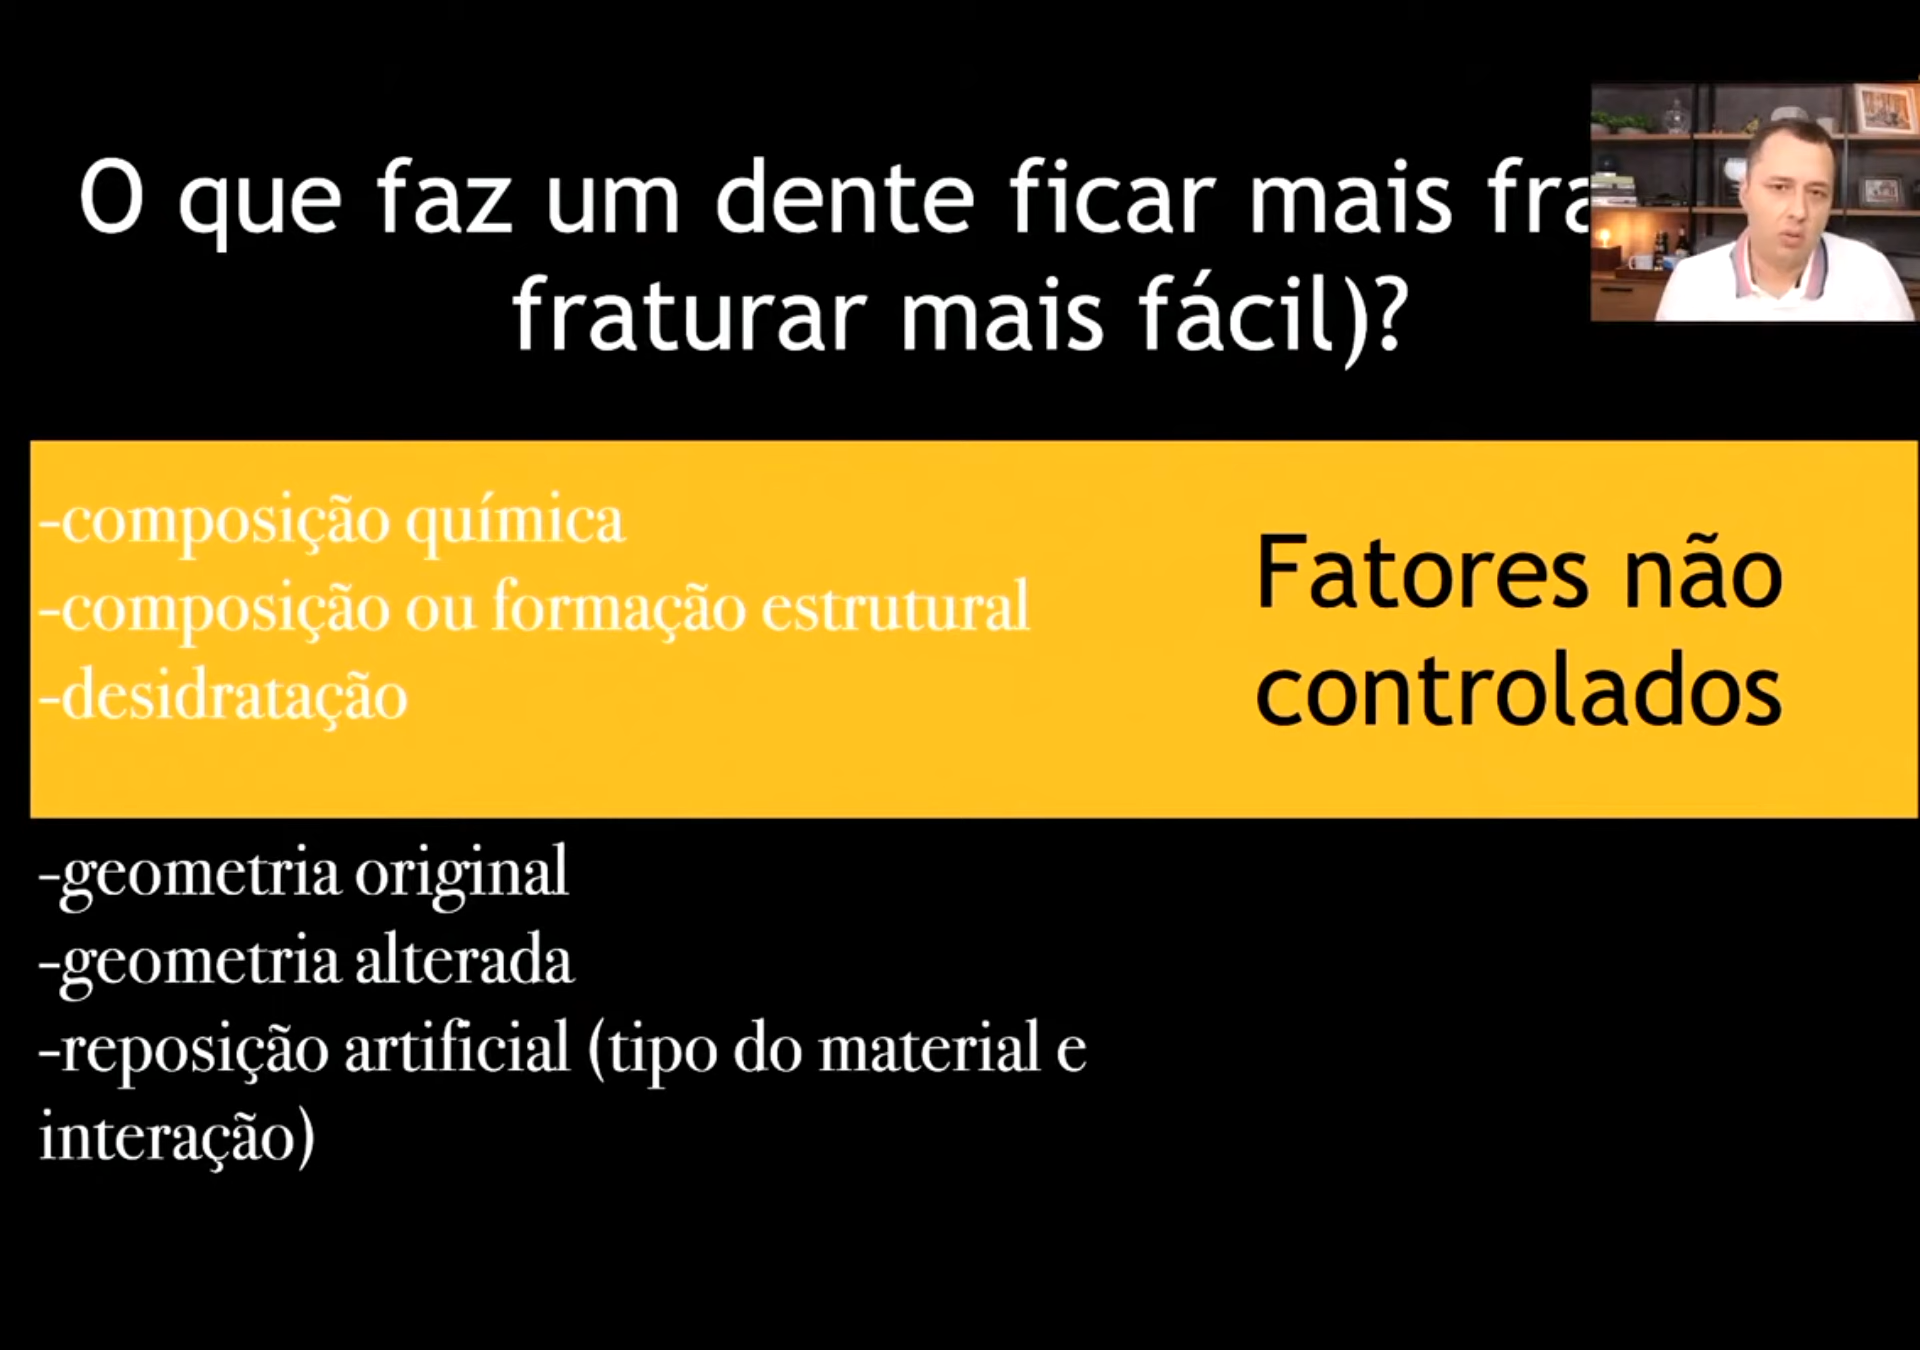 O que faz um dente ficar mais
fraturar mais fácil)?
-composição química
-composição ou formação estrutural
-desidratação
Fatores não
controlados
-geometria original
-geometria alterada
-reposição artificial (tipo do material e
interação)